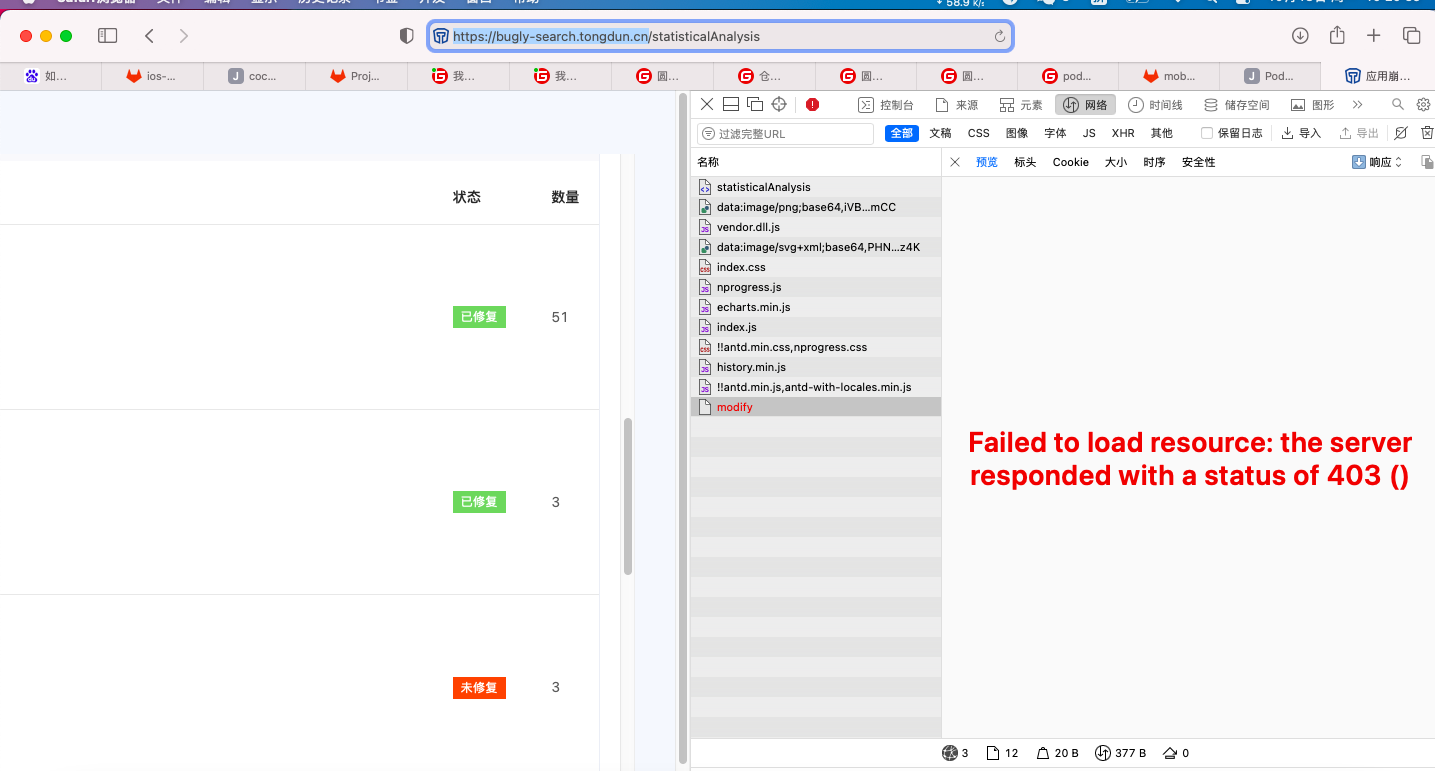 58.9 K/s
https://bugly-search.tongdun.cn/statisticalAnalysis
如...
ios-...
coc...
Proj...
我...
我...
圆...
仓...
圆...
圆...
pod...
mob...
Pod...
应用崩...
控制台
来源
元素
网络
时间线
储存空间
图形
过滤完整URL
全部
文稿
CSS
图像
字体
JS
XHR
其他
保留日志
导入
导出
名称
预览
标头
Cookie
大小
时序
安全性
响应
statisticalAnalysis
data:image/png;base64,iVB...mCC
vendor.dll.js
data:image/svg+xml;base64,PHN...z4K
index.css
nprogress.js
echarts.min.js
index.js
!!antd.min.css,nprogress.css
history.min.js
!!antd.min.js,antd-with-locales.min.js
modify
状态
数量
已修复
51
已修复
3
未修复
3
Failed to load resource: the server
responded with a status of 403 ()
3
12
20 B
377 B
0